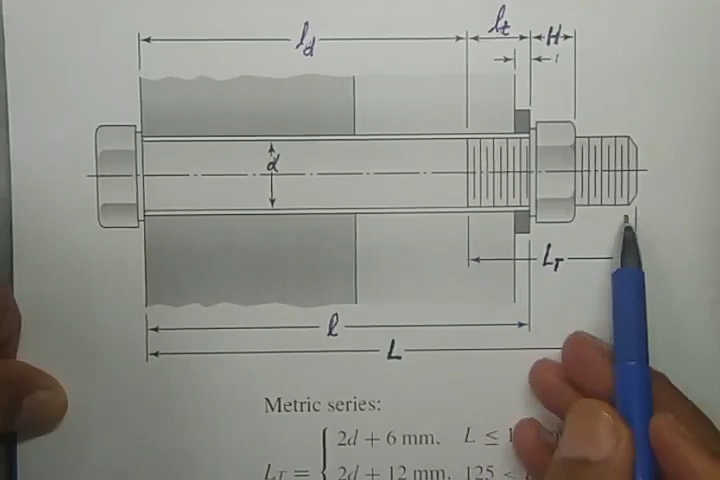 l_d l_t H
t
d
L_T
l
L
Metric series:
2d + 6 mm, L ≤
L_T = 2d + 12 mm, 125 <